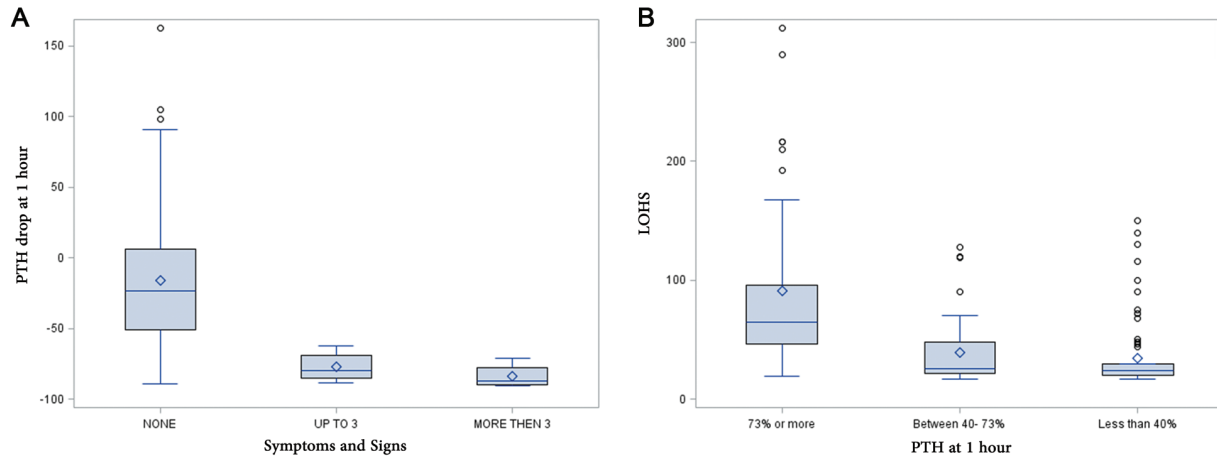 A
PTH drop at 1 hour
150
100
50
0
-50
-100
NONE
UP TO 3
MORE THEN 3
Symptoms and Signs
B
LOHS
300
200
100
0
73% or more
Between 40- 73%
Less than 40%
PTH at 1 hour